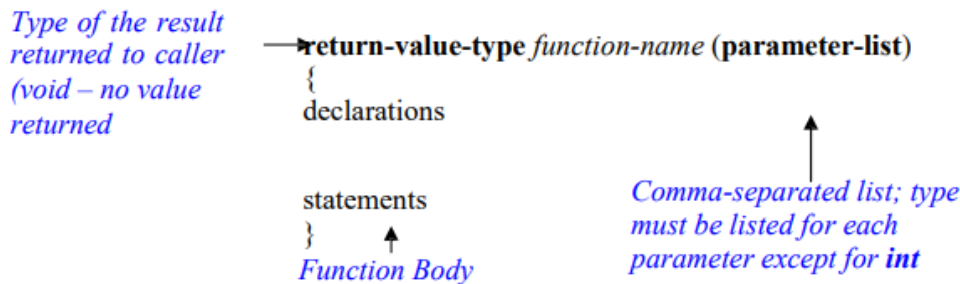 Type of the result
returned to caller
(void – no value
returned
return-value-type function-name (parameter-list)
{
declarations
statements
}
Function Body
Comma-separated list; type
must be listed for each
parameter except for int